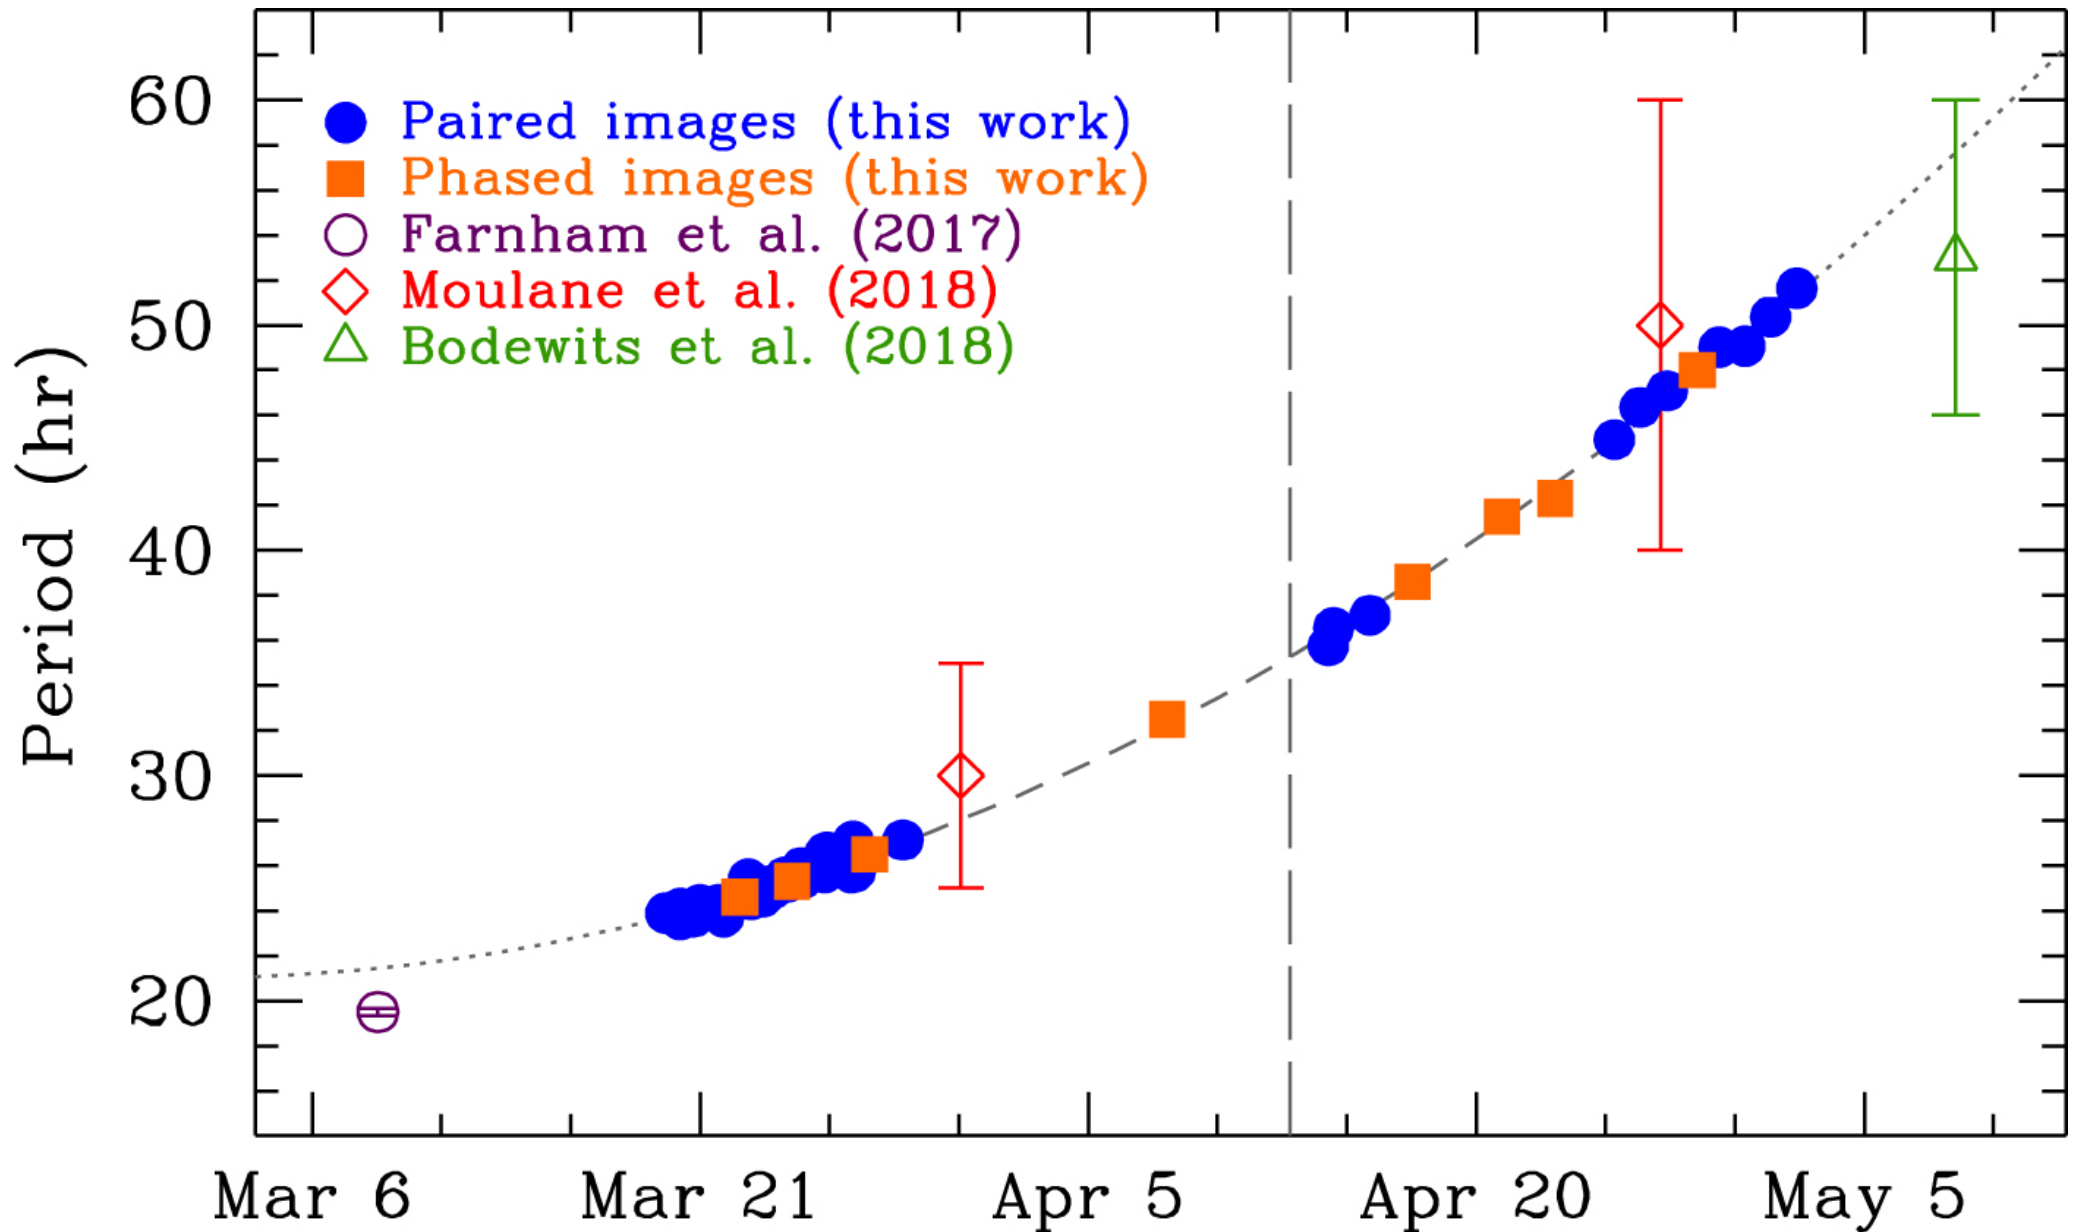 60
50
40
30
20
Period (hr)
Paired images (this work)
Phased images (this work)
Farnham et al. (2017)
Moulane et al. (2018)
Bodewits et al. (2018)
Mar 6
Mar 21
Apr 5
Apr 20
May 5